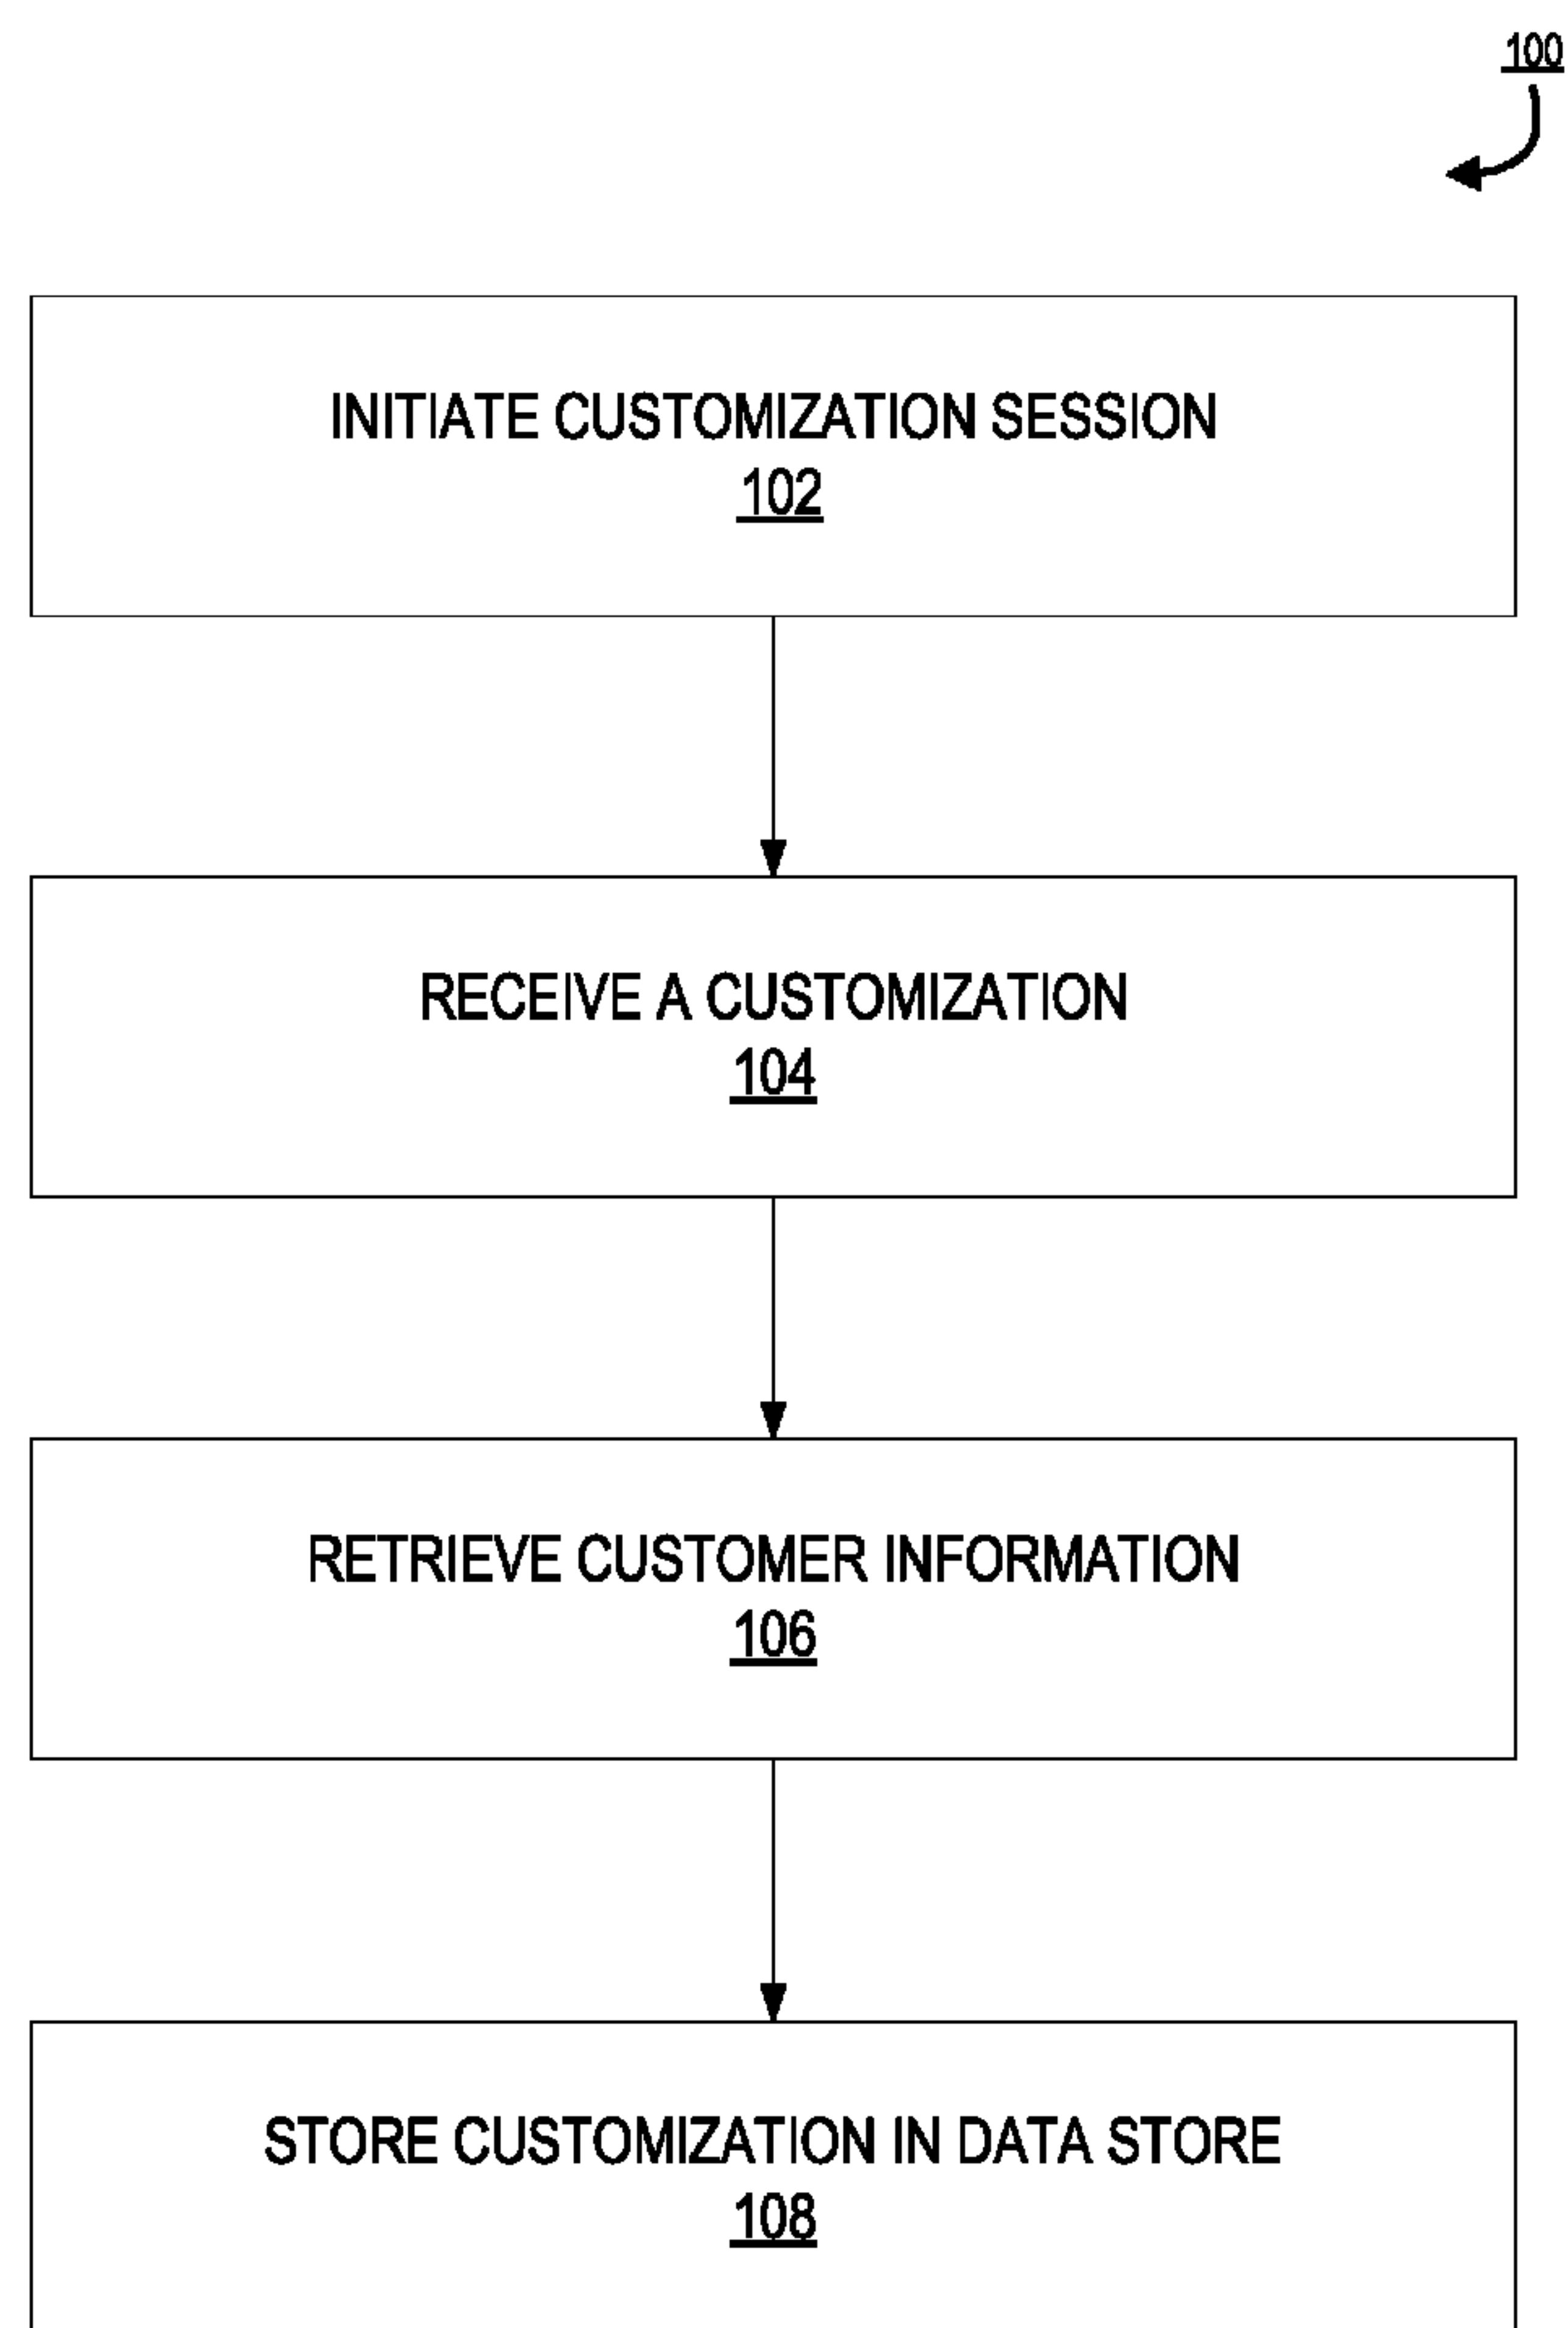 100
INITIATE CUSTOMIZATION SESSION
102
RECEIVE A CUSTOMIZATION
104
RETRIEVE CUSTOMER INFORMATION
106
STORE CUSTOMIZATION IN DATA STORE
108